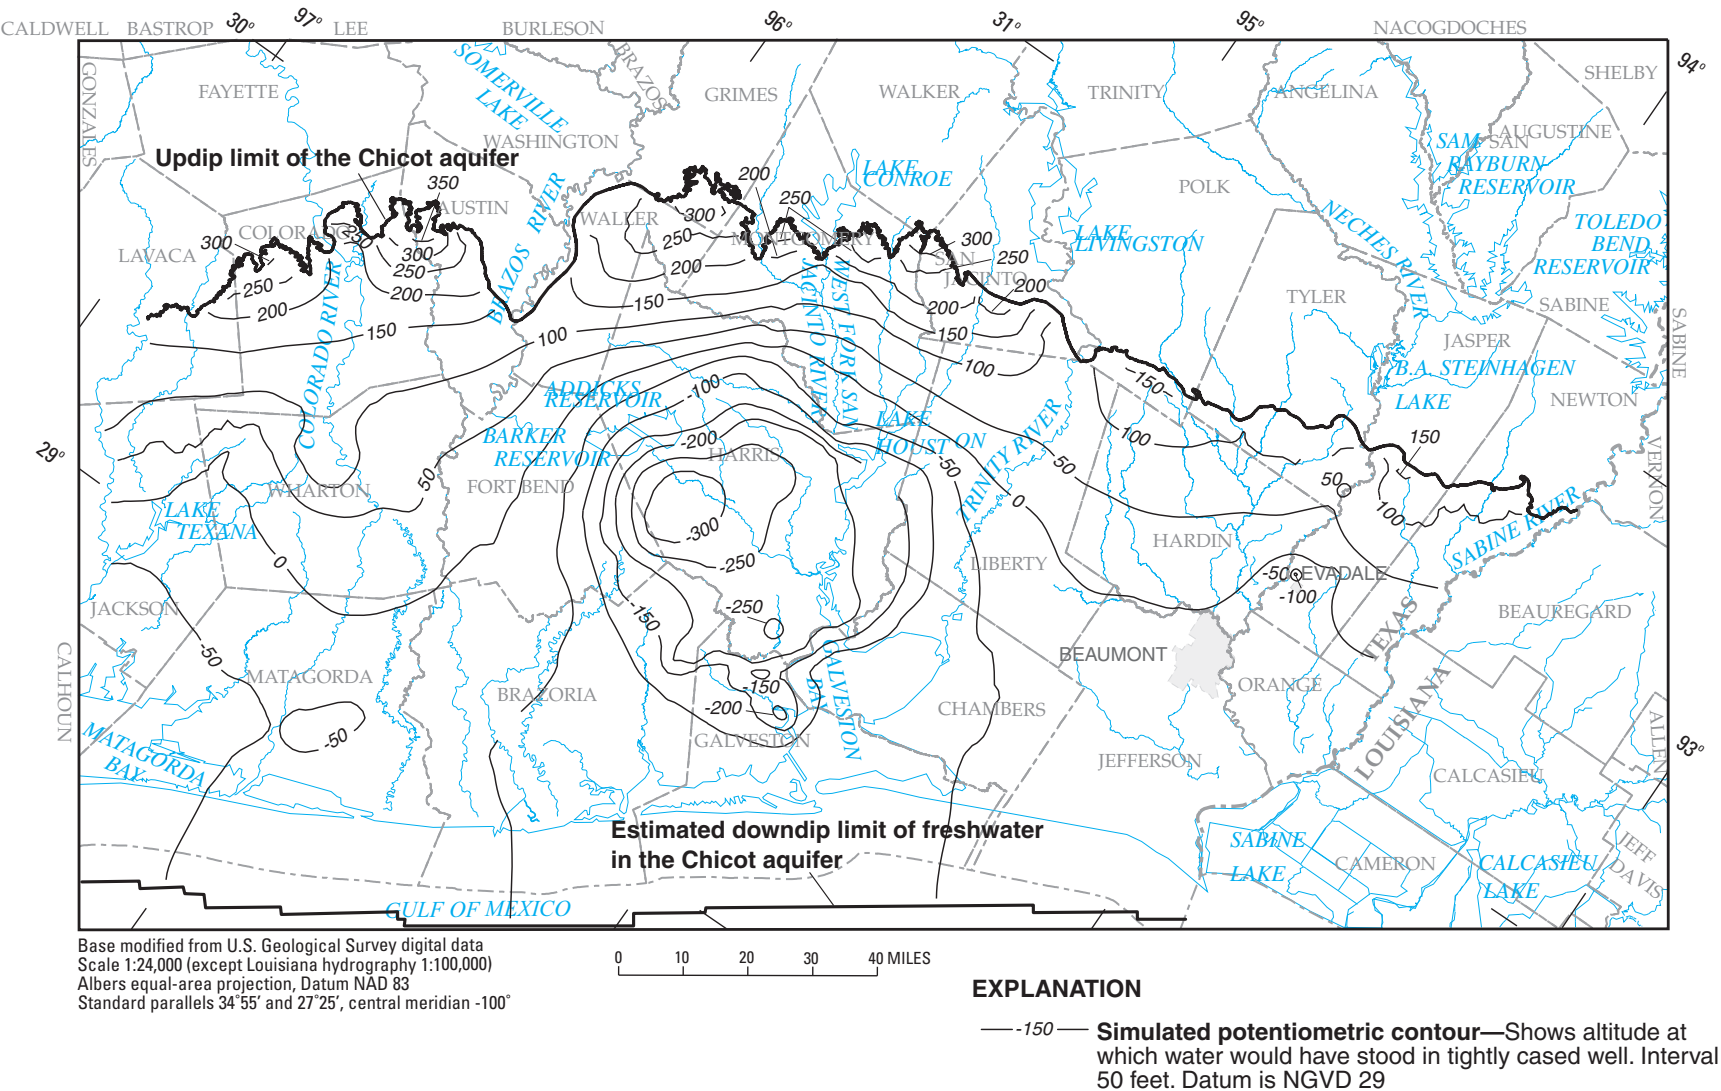 CALDWELL
BASTROP
30°
97°
LEE
BURLESON
96°
31°
95°
NACOGDOCHES
94°
GONZALES
FAYETTE
SOMERVILLE
LAKE
BRAZOS
GRIMES
WALKER
TRINITY
ANGELINA
SHELBY
WASHINGTON
SAN
AUGUSTINE
SAM
RAYBURN
RESERVOIR
Updip limit of the Chicot aquifer
350
200
250
LAKE
CONROE
POLK
AUSTIN
BRAZOS RIVER
WALLER
300
NECHES RIVER
TOLEDO
BEND
RESERVOIR
LAVACA
300
COLORADO
350
300
250
250
200
MONTGOMERY
300
250
SAN
JACINTO
LAKE
LIVINGSTON
250
200
200
150
200
200
TYLER
SABINE
SABINE
COLORADO RIVER
150
100
WEST FORK SAN
JACINTO RIVER
150
100
JASPER
B.A. STEINHAGEN
LAKE
NEWTON
-150
ADDICKS
RESERVOIR
-100
LAKE
HOUSTON
TRINITY RIVER
100
150
BARKER
RESERVOIR
-200
HARRIS
29°
50
FORT BEND
WHARTON
-50
50
0
50
100
VERNON
LAKE
TEXANA
-300
HARDIN
SABINE RIVER
0
-250
LIBERTY
-50
EVADALE
-100
JACKSON
-250
-150
BEAUREGARD
TEXAS
-50
CALHOUN
MATAGORDA
BRAZORIA
-150
-200
GALVESTON
BAY
BEAUMONT
ORANGE
LOUISIANA
CHAMBERS
-50
GALVESTON
JEFFERSON
ALLEN
93°
MATAGORDA
BAY
CALCASIEU
Estimated downdip limit of freshwater
in the Chicot aquifer
SABINE
LAKE
CAMERON
CALCASIEU
LAKE
JEFF
DAVIS
GULF OF MEXICO
Base modified from U.S. Geological Survey digital data
Scale 1:24,000 (except Louisiana hydrography 1:100,000)
Albers equal-area projection, Datum NAD 83
Standard parallels 34°55′ and 27°25′, central meridian -100°
0 10 20 30 40 MILES
EXPLANATION
-150
Simulated potentiometric contour—Shows altitude at
which water would have stood in tightly cased well. Interval
50 feet. Datum is NGVD 29